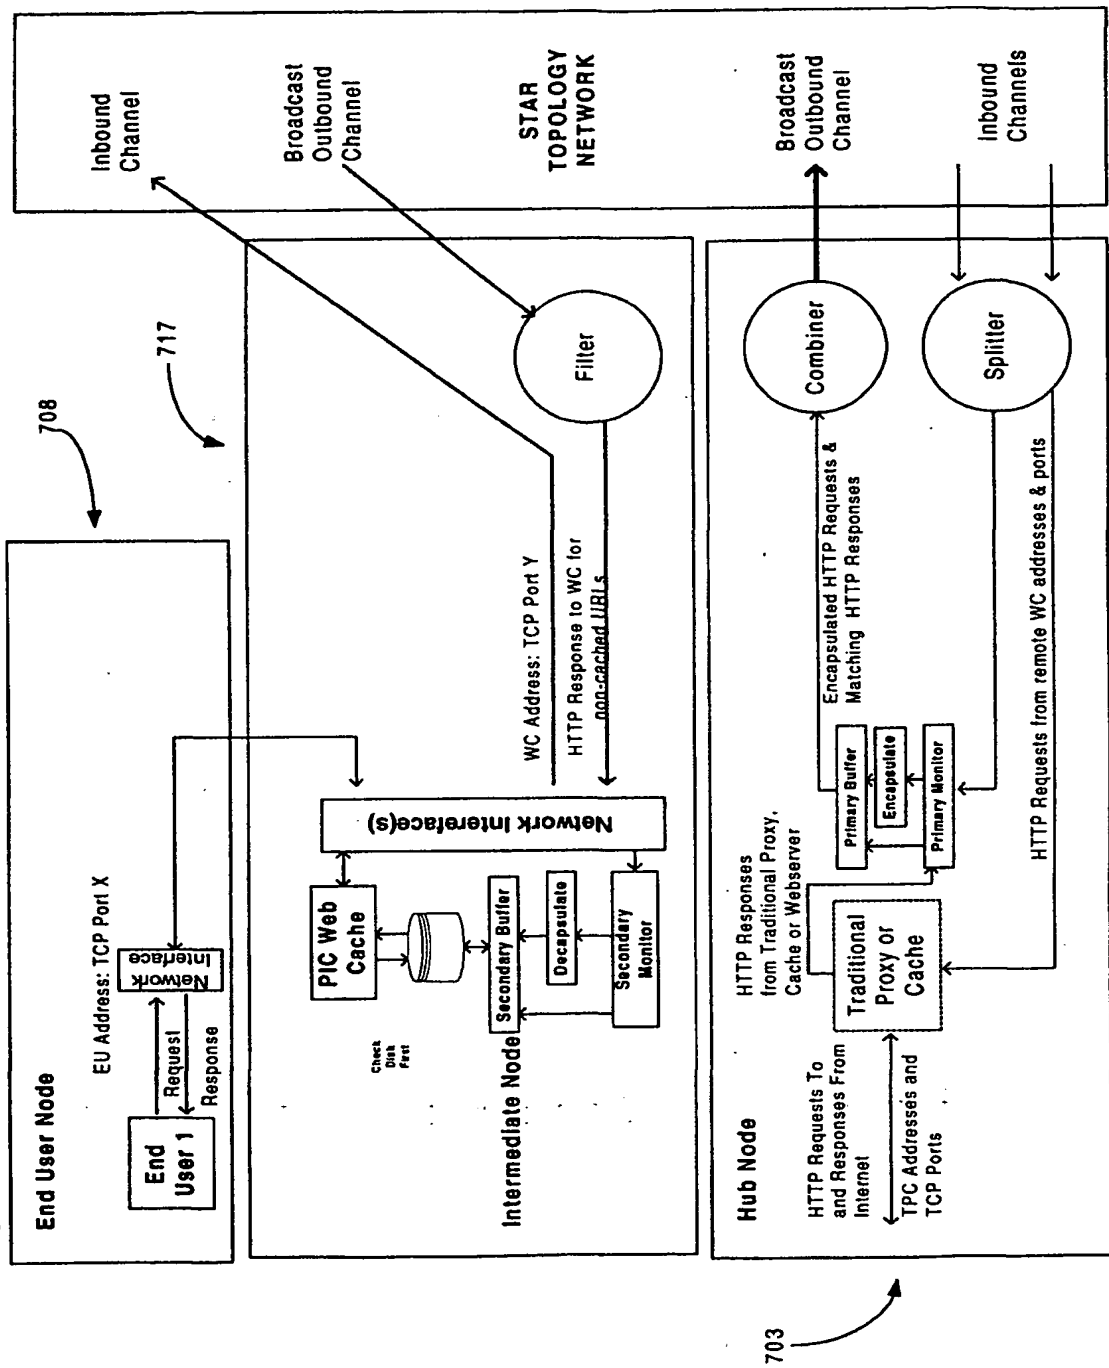 708
717
703
End User Node
End
User 1
Request
Response
EU Address: TCP Port X
Network
Interface
Intermediate Node
Check
Disk
First
PIC Web
Cache
Secondary Buffer
Decapsulate
Secondary
Monitor
Network Intereface(s)
WC Address: TCP Port Y
HTTP Response to WC for
non-cached URLs
Filter
Hub Node
HTTP Requests To
and Responses From
Internet
TPC Addresses and
TCP Ports
HTTP Responses
from Traditional Proxy,
Cache or Webserver
Traditional
Proxy or
Cache
Primary Buffer
Encapsulate
Primary Monitor
Encapsulated HTTP Requests &
Matching HTTP Responses
HTTP Requests from remote WC addresses & ports
Combiner
Splitter
Inbound
Channel
Broadcast
Outbound
Channel
STAR
TOPOLOGY
NETWORK
Broadcast
Outbound
Channel
Inbound
Channels